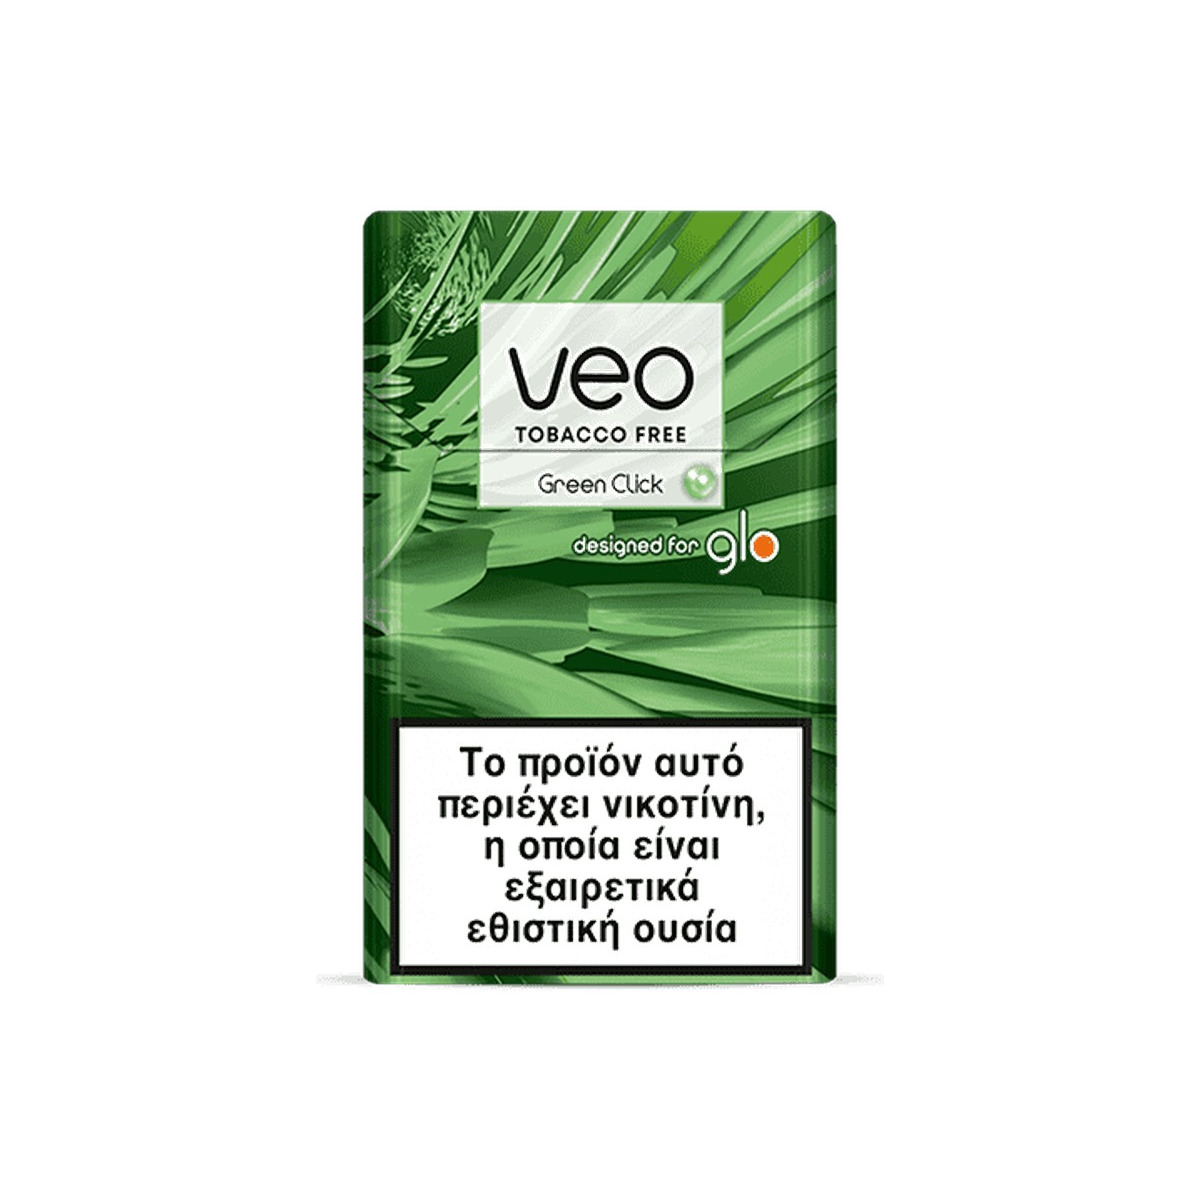 veo
TOBACCO FREE
Green Click
designed for glo
Το προϊόν αυτό
περιέχει νικοτίνη,
η οποία είναι
εξαιρετικά
εθιστική ουσία